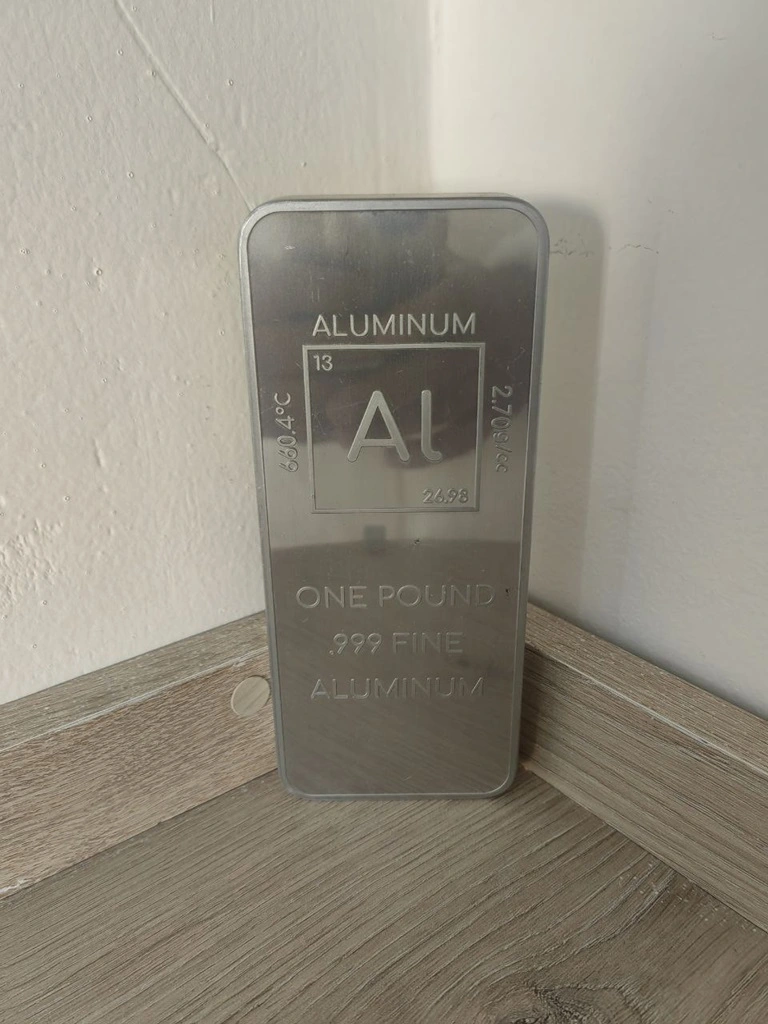 ALUMINUM
13
660.4°C
Al
2.70g/cc
26.98
ONE POUND
.999 FINE
ALUMINUM